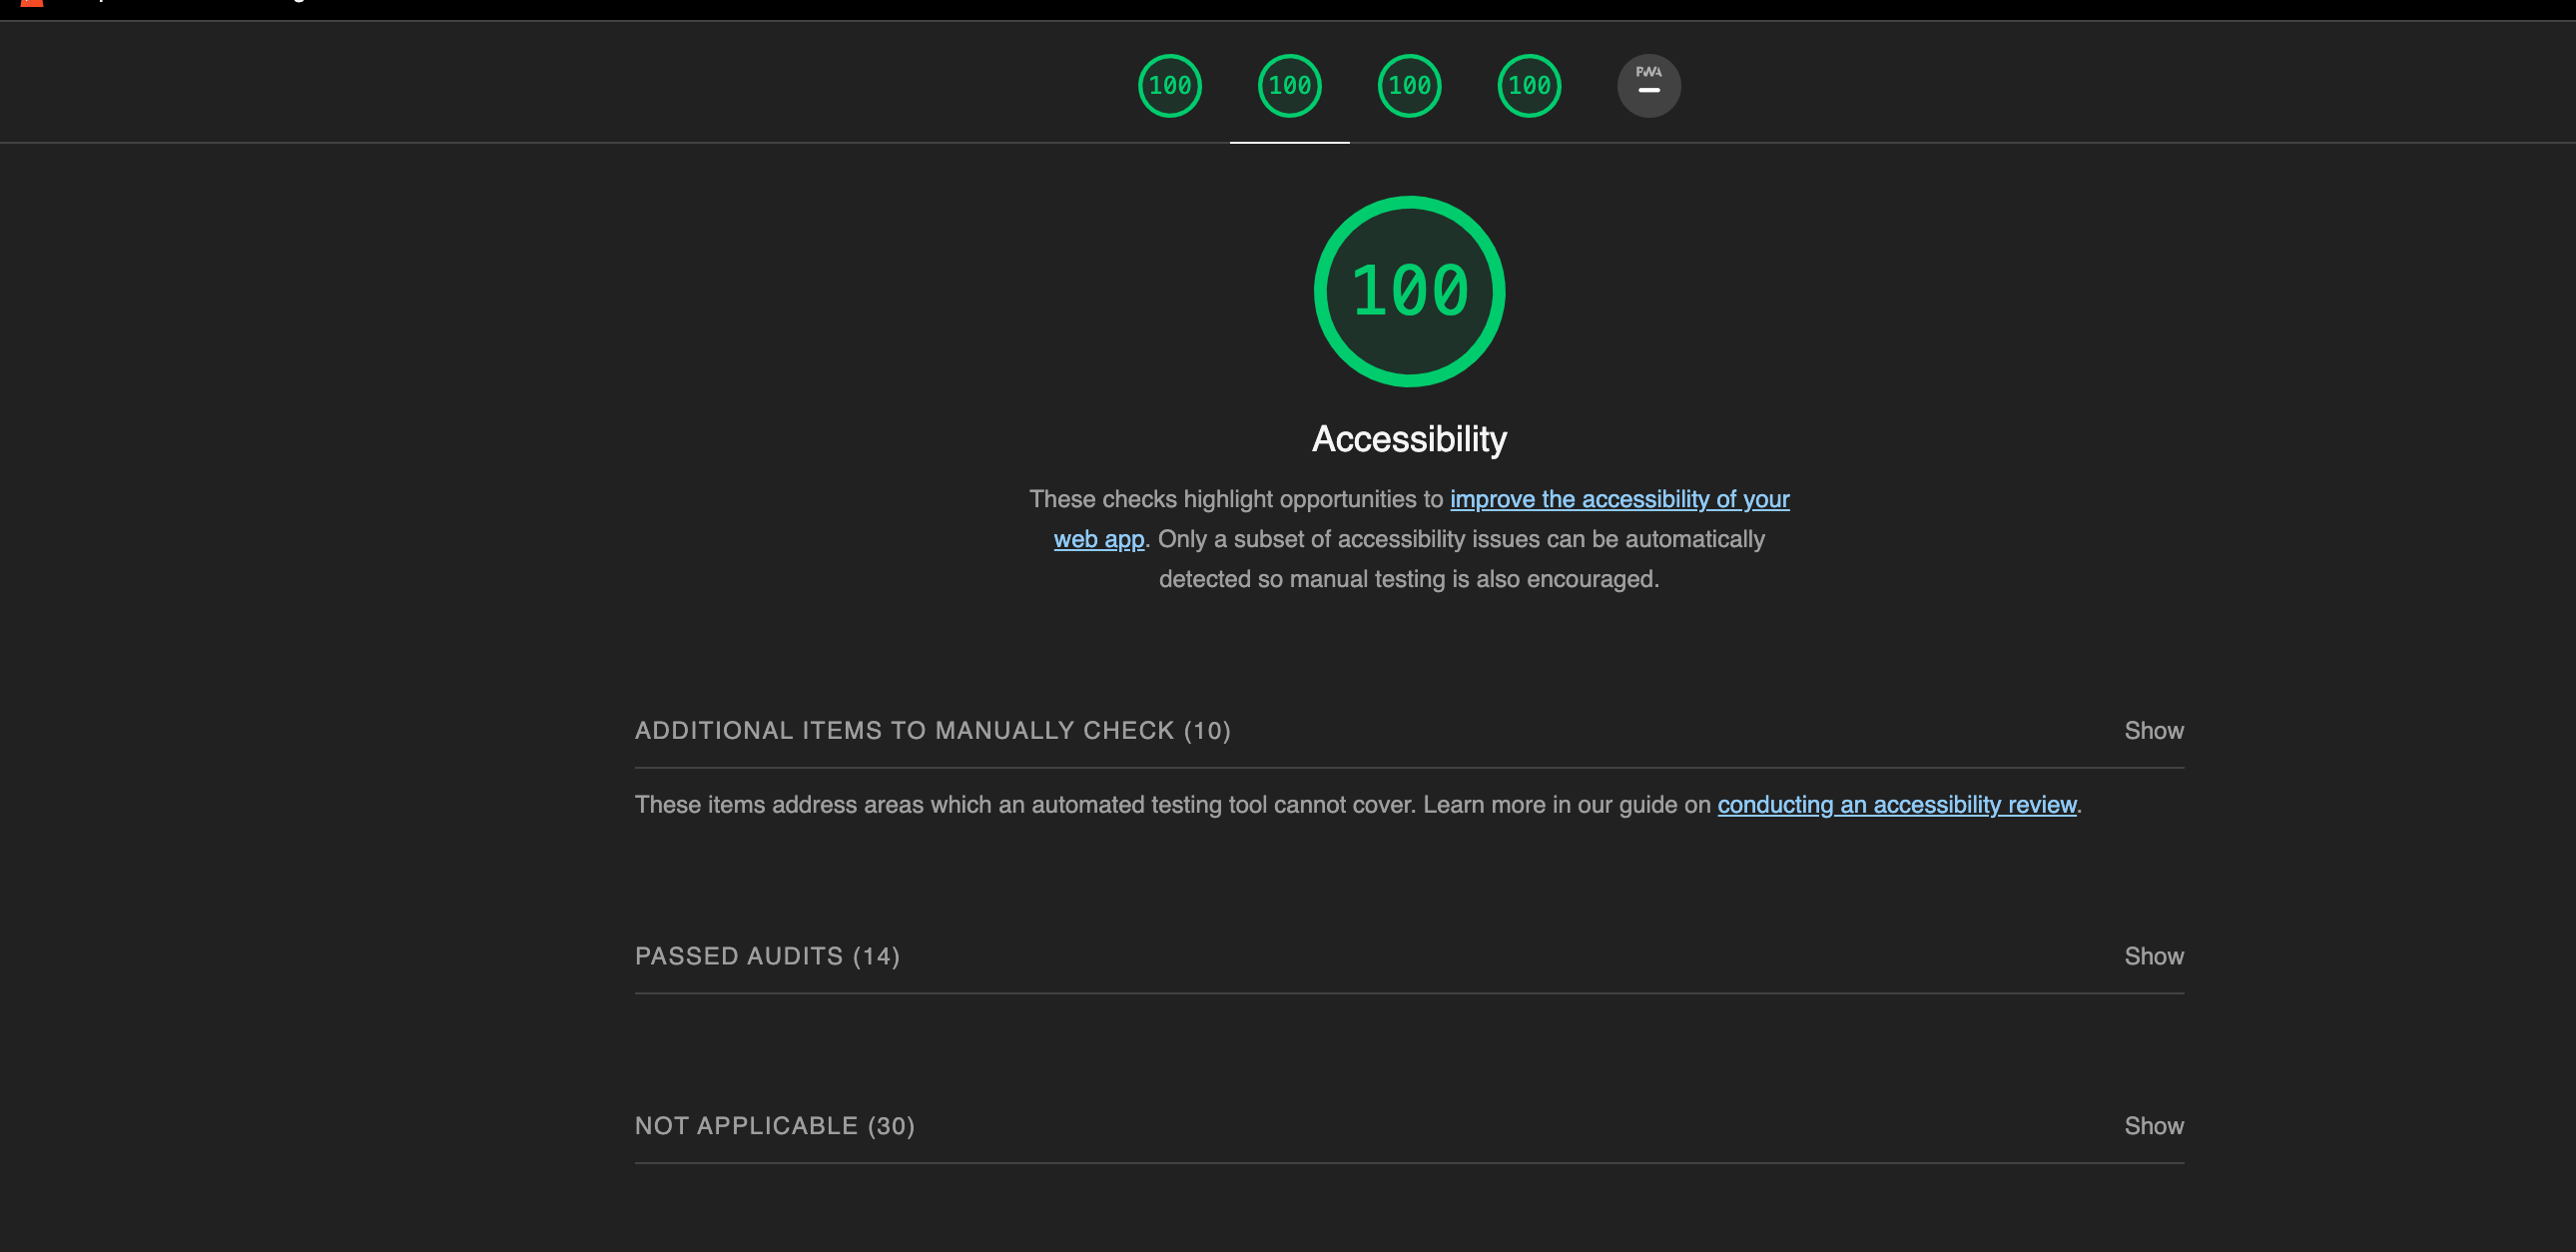 100 100 100 100 PWA
100
Accessibility
These checks highlight opportunities to improve the accessibility of your
web app. Only a subset of accessibility issues can be automatically
detected so manual testing is also encouraged.
ADDITIONAL ITEMS TO MANUALLY CHECK (10) Show
These items address areas which an automated testing tool cannot cover. Learn more in our guide on conducting an accessibility review.
PASSED AUDITS (14) Show
NOT APPLICABLE (30) Show